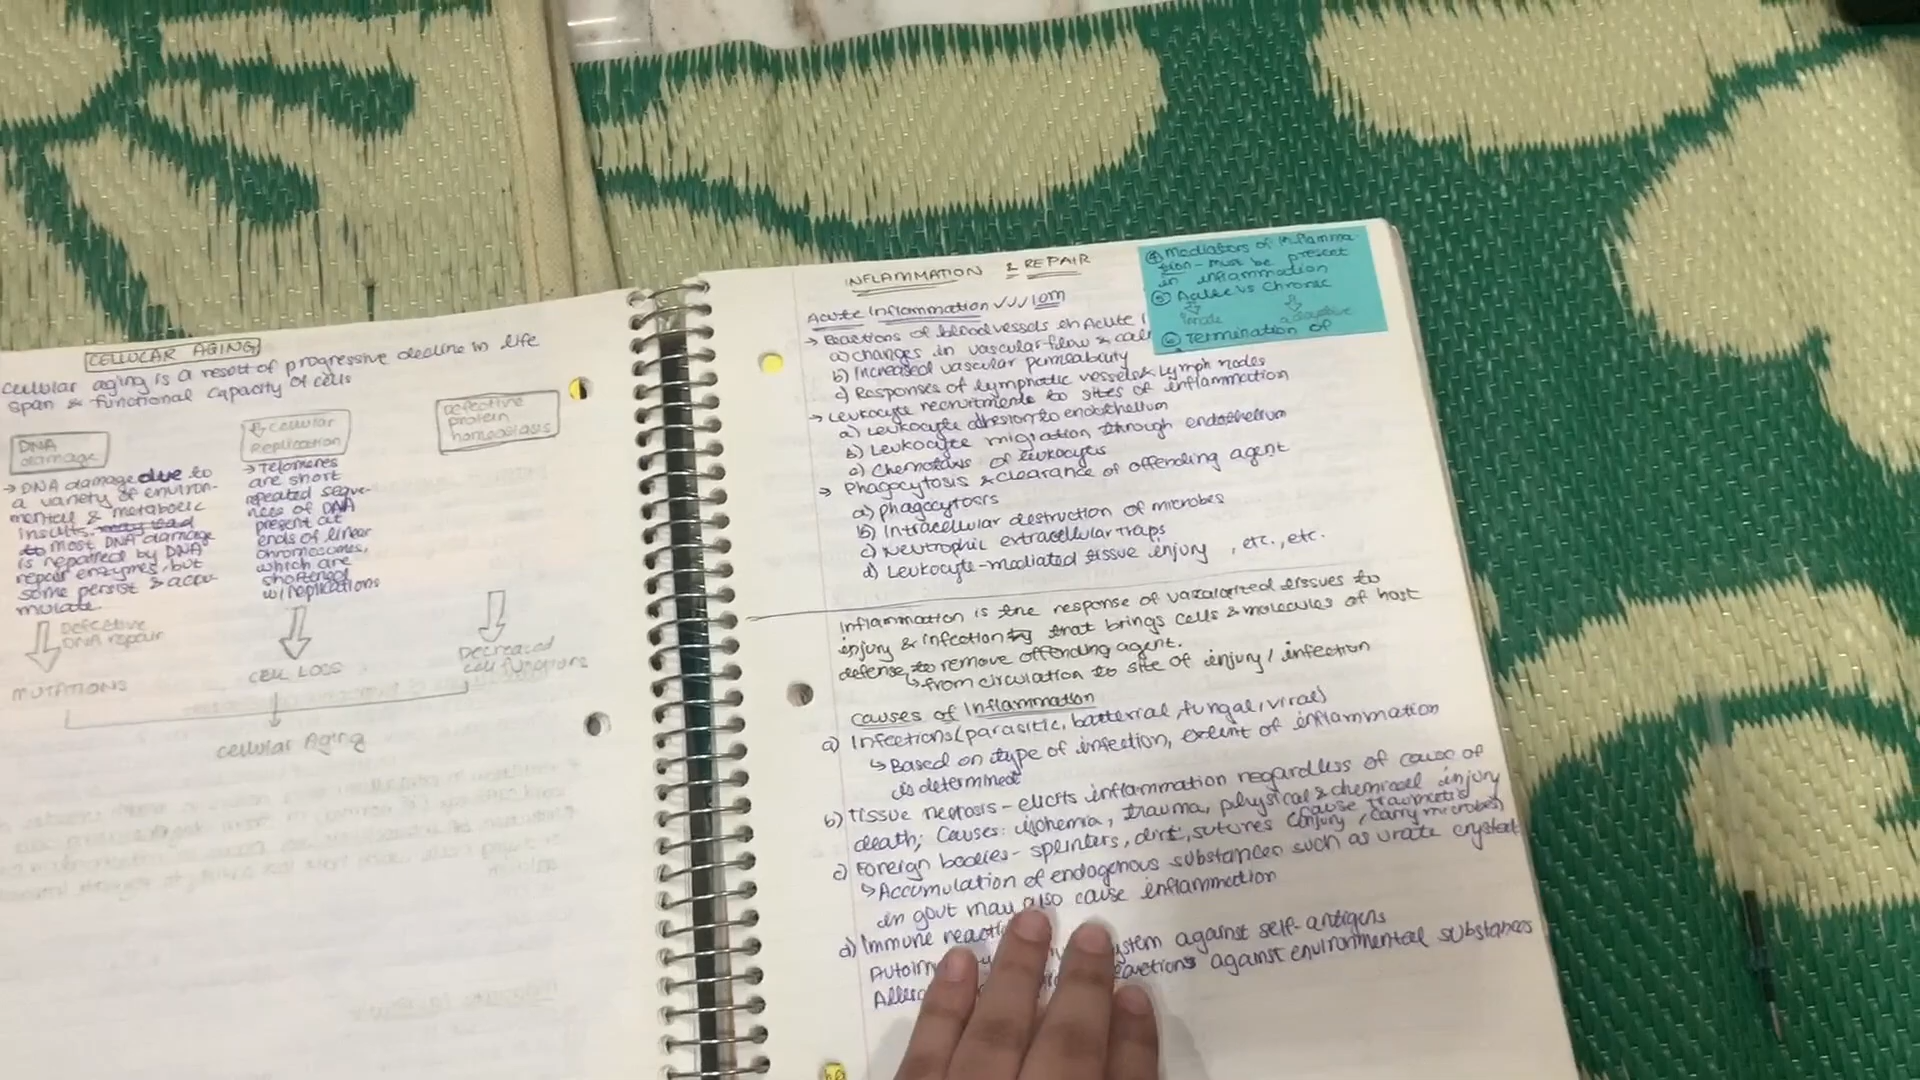 CELLULAR AGING
Cellular aging is a result of progressive decline in life
span & functional capacity of cells
DNA
damage
→ DNA damage due to
a variety of environ-
mental & metabolic
insults.
to most DNA damage
is repaired by DNA
repair enzymes, but
some persist & accu-
mulate
Defective
DNA repair
MUTATIONS
↓ Cellular
Replication
→ Telomeres
are short
repeated seque-
nces of DNA
present at
ends of linear
chromosomes,
which are
shortened
w/ replications
CELL LOSS
Defective
protein
homeostasis
Decreased
cell functions
Cellular Aging
INFLAMMATION & REPAIR
④ Mediators of Inflamma-
tion - must be present
in inflammation
⑤ Acute vs Chronic
Innate adaptive
⑥ Termination of
Acute Inflammation ✓✓✓ 10m
→ Reactions of blood vessels in Acute
a) changes in vascular flow &
b) Increased vascular permeability
c) Responses of lymphatic vessels & lymph nodes
→ Leukocyte recruitment to sites of inflammation
a) Leukocyte adhesion to endothelium
b) Leukocyte migration through endothelium
c) Chemotaxis of leukocytes
→ Phagocytosis & clearance of offending agent
a) phagocytosis
b) Intracellular destruction of microbes
c) Neutrophil extracellular traps
d) Leukocyte-mediated tissue injury, etc., etc.
Inflammation is the response of vascularized tissues to
injury & infection that brings cells & molecules of host
defense to remove offending agent.
↳ from circulation to site of injury / infection
Causes of Inflammation
a) Infections (parasitic, bacterial, fungal, viral)
↳ Based on type of infection, extent of inflammation
is determined
b) Tissue necrosis - elicits inflammation regardless of cause of
death; Causes: ischemia, trauma, physical & chemical injury
c) Foreign bodies - splinters, dirt, sutures (injury, cause traumatic carry microbes)
↳ Accumulation of endogenous substances such as urate crystals
in gout may also cause inflammation
d) Immune against self-antigens
against environmental substances